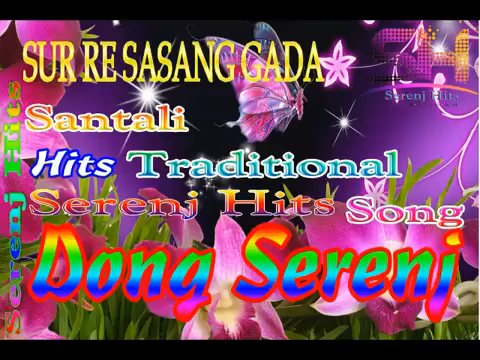 SUR RE SASANG GADA
Serenj Hits
Santali
Hits Traditional
Serenj Hits Song
Dong Serenj
Serenj Hits